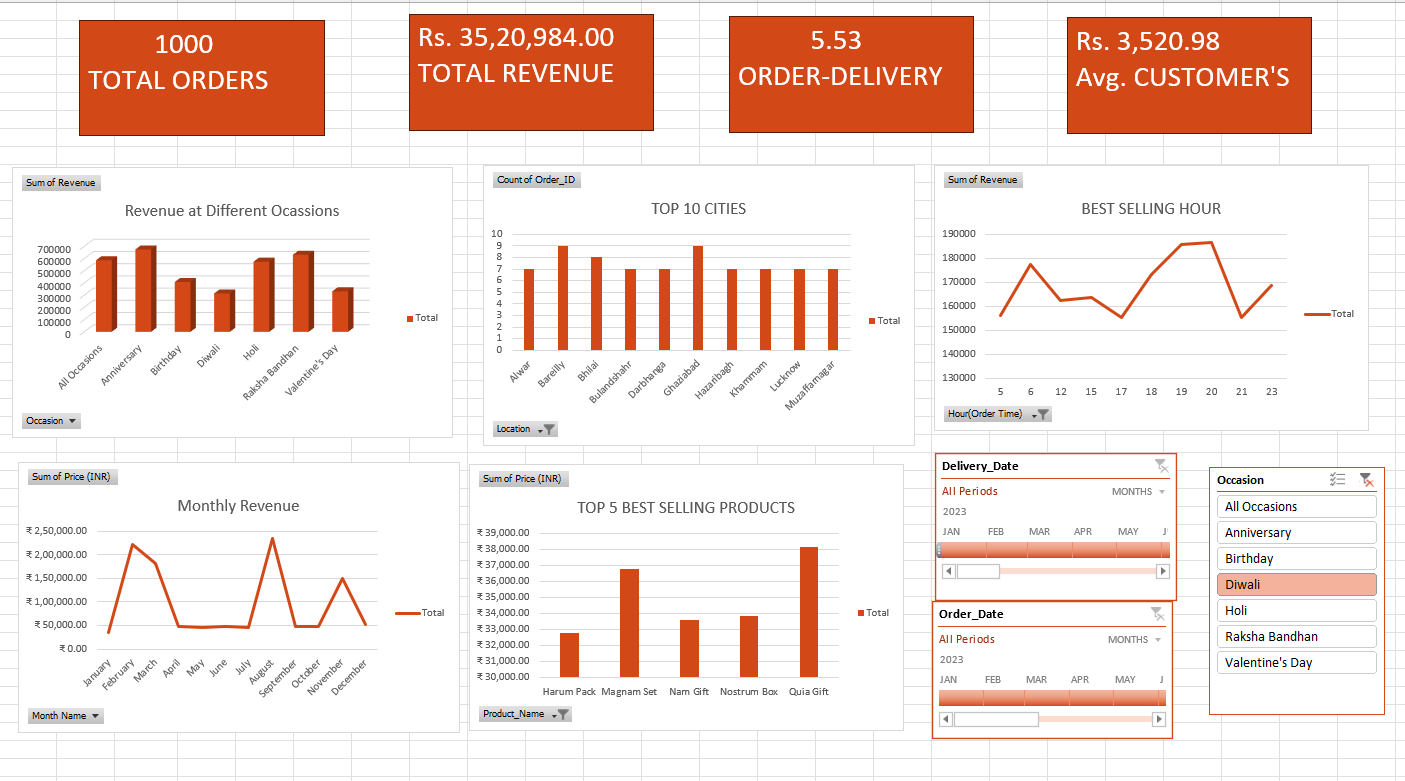 1000
TOTAL ORDERS
Rs. 35,20,984.00
TOTAL REVENUE
5.53
ORDER-DELIVERY
Rs. 3,520.98
Avg. CUSTOMER'S
Sum of Revenue
Revenue at Different Ocassions
700000
600000
500000
400000
300000
200000
100000
0
All Occasions
Anniversary
Birthday
Diwali
Holi
Raksha Bandhan
Valentine's Day
Total
Occasion
Count of Order_ID
TOP 10 CITIES
10
9
8
7
6
5
4
3
2
1
0
Alwar
Bareilly
Bhilai
Bulandshahr
Darbhanga
Ghaziabad
Hazaribagh
Khammam
Lucknow
Muzaffarnagar
Total
Location
Sum of Revenue
BEST SELLING HOUR
190000
180000
170000
160000
150000
140000
130000
5 6 12 15 17 18 19 20 21 23
Total
Hour(Order Time)
Sum of Price (INR)
Monthly Revenue
₹ 2,50,000.00
₹ 2,00,000.00
₹ 1,50,000.00
₹ 1,00,000.00
₹ 50,000.00
₹ 0.00
January
February
March
April
May
June
July
August
September
October
November
December
Total
Month Name
Sum of Price (INR)
TOP 5 BEST SELLING PRODUCTS
₹ 39,000.00
₹ 38,000.00
₹ 37,000.00
₹ 36,000.00
₹ 35,000.00
₹ 34,000.00
₹ 33,000.00
₹ 32,000.00
₹ 31,000.00
₹ 30,000.00
Harum Pack Magnam Set Nam Gift Nostrum Box Quia Gift
Total
Product_Name
Delivery_Date
All Periods MONTHS
2023
JAN FEB MAR APR MAY J
Order_Date
All Periods MONTHS
2023
JAN FEB MAR APR MAY J
Occasion
All Occasions
Anniversary
Birthday
Diwali
Holi
Raksha Bandhan
Valentine's Day